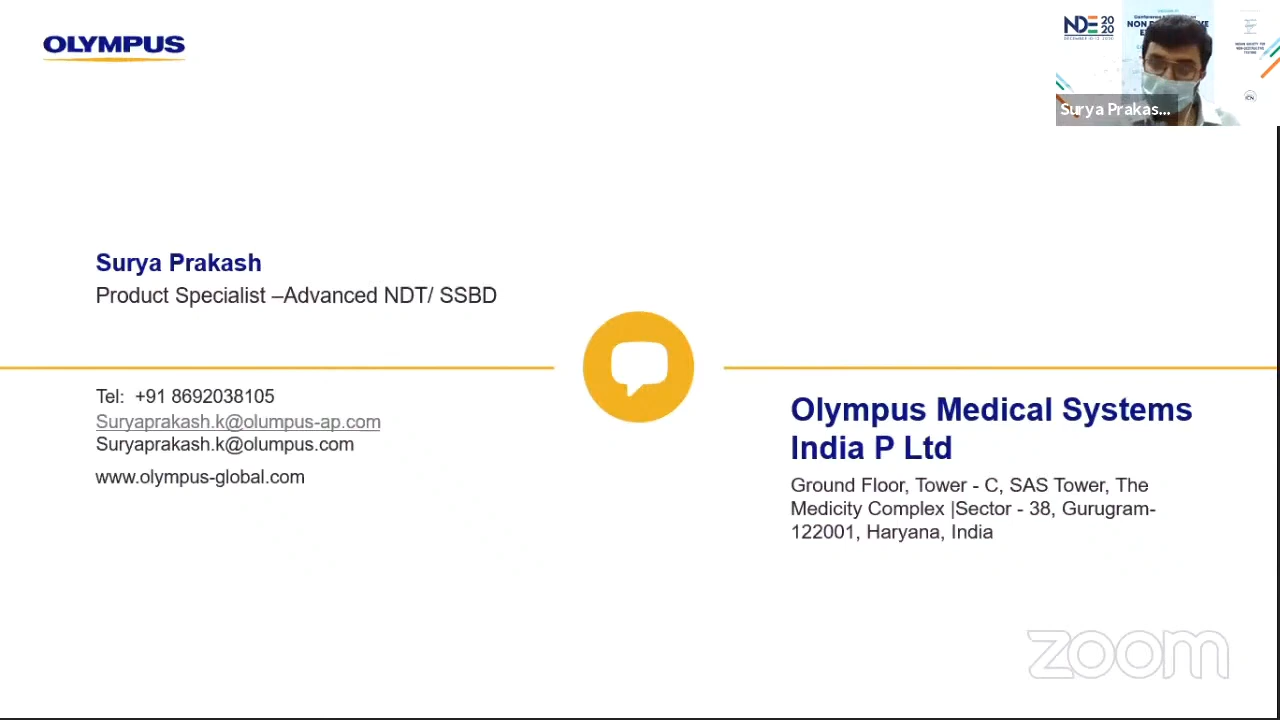 OLYMPUS
NDE 2020
Surya Prakas...
Surya Prakash
Product Specialist –Advanced NDT/ SSBD
Tel: +91 8692038105
Suryaprakash.k@olumpus-ap.com
Suryaprakash.k@olumpus.com
www.olympus-global.com
Olympus Medical Systems
India P Ltd
Ground Floor, Tower - C, SAS Tower, The
Medicity Complex |Sector - 38, Gurugram-
122001, Haryana, India
zoom